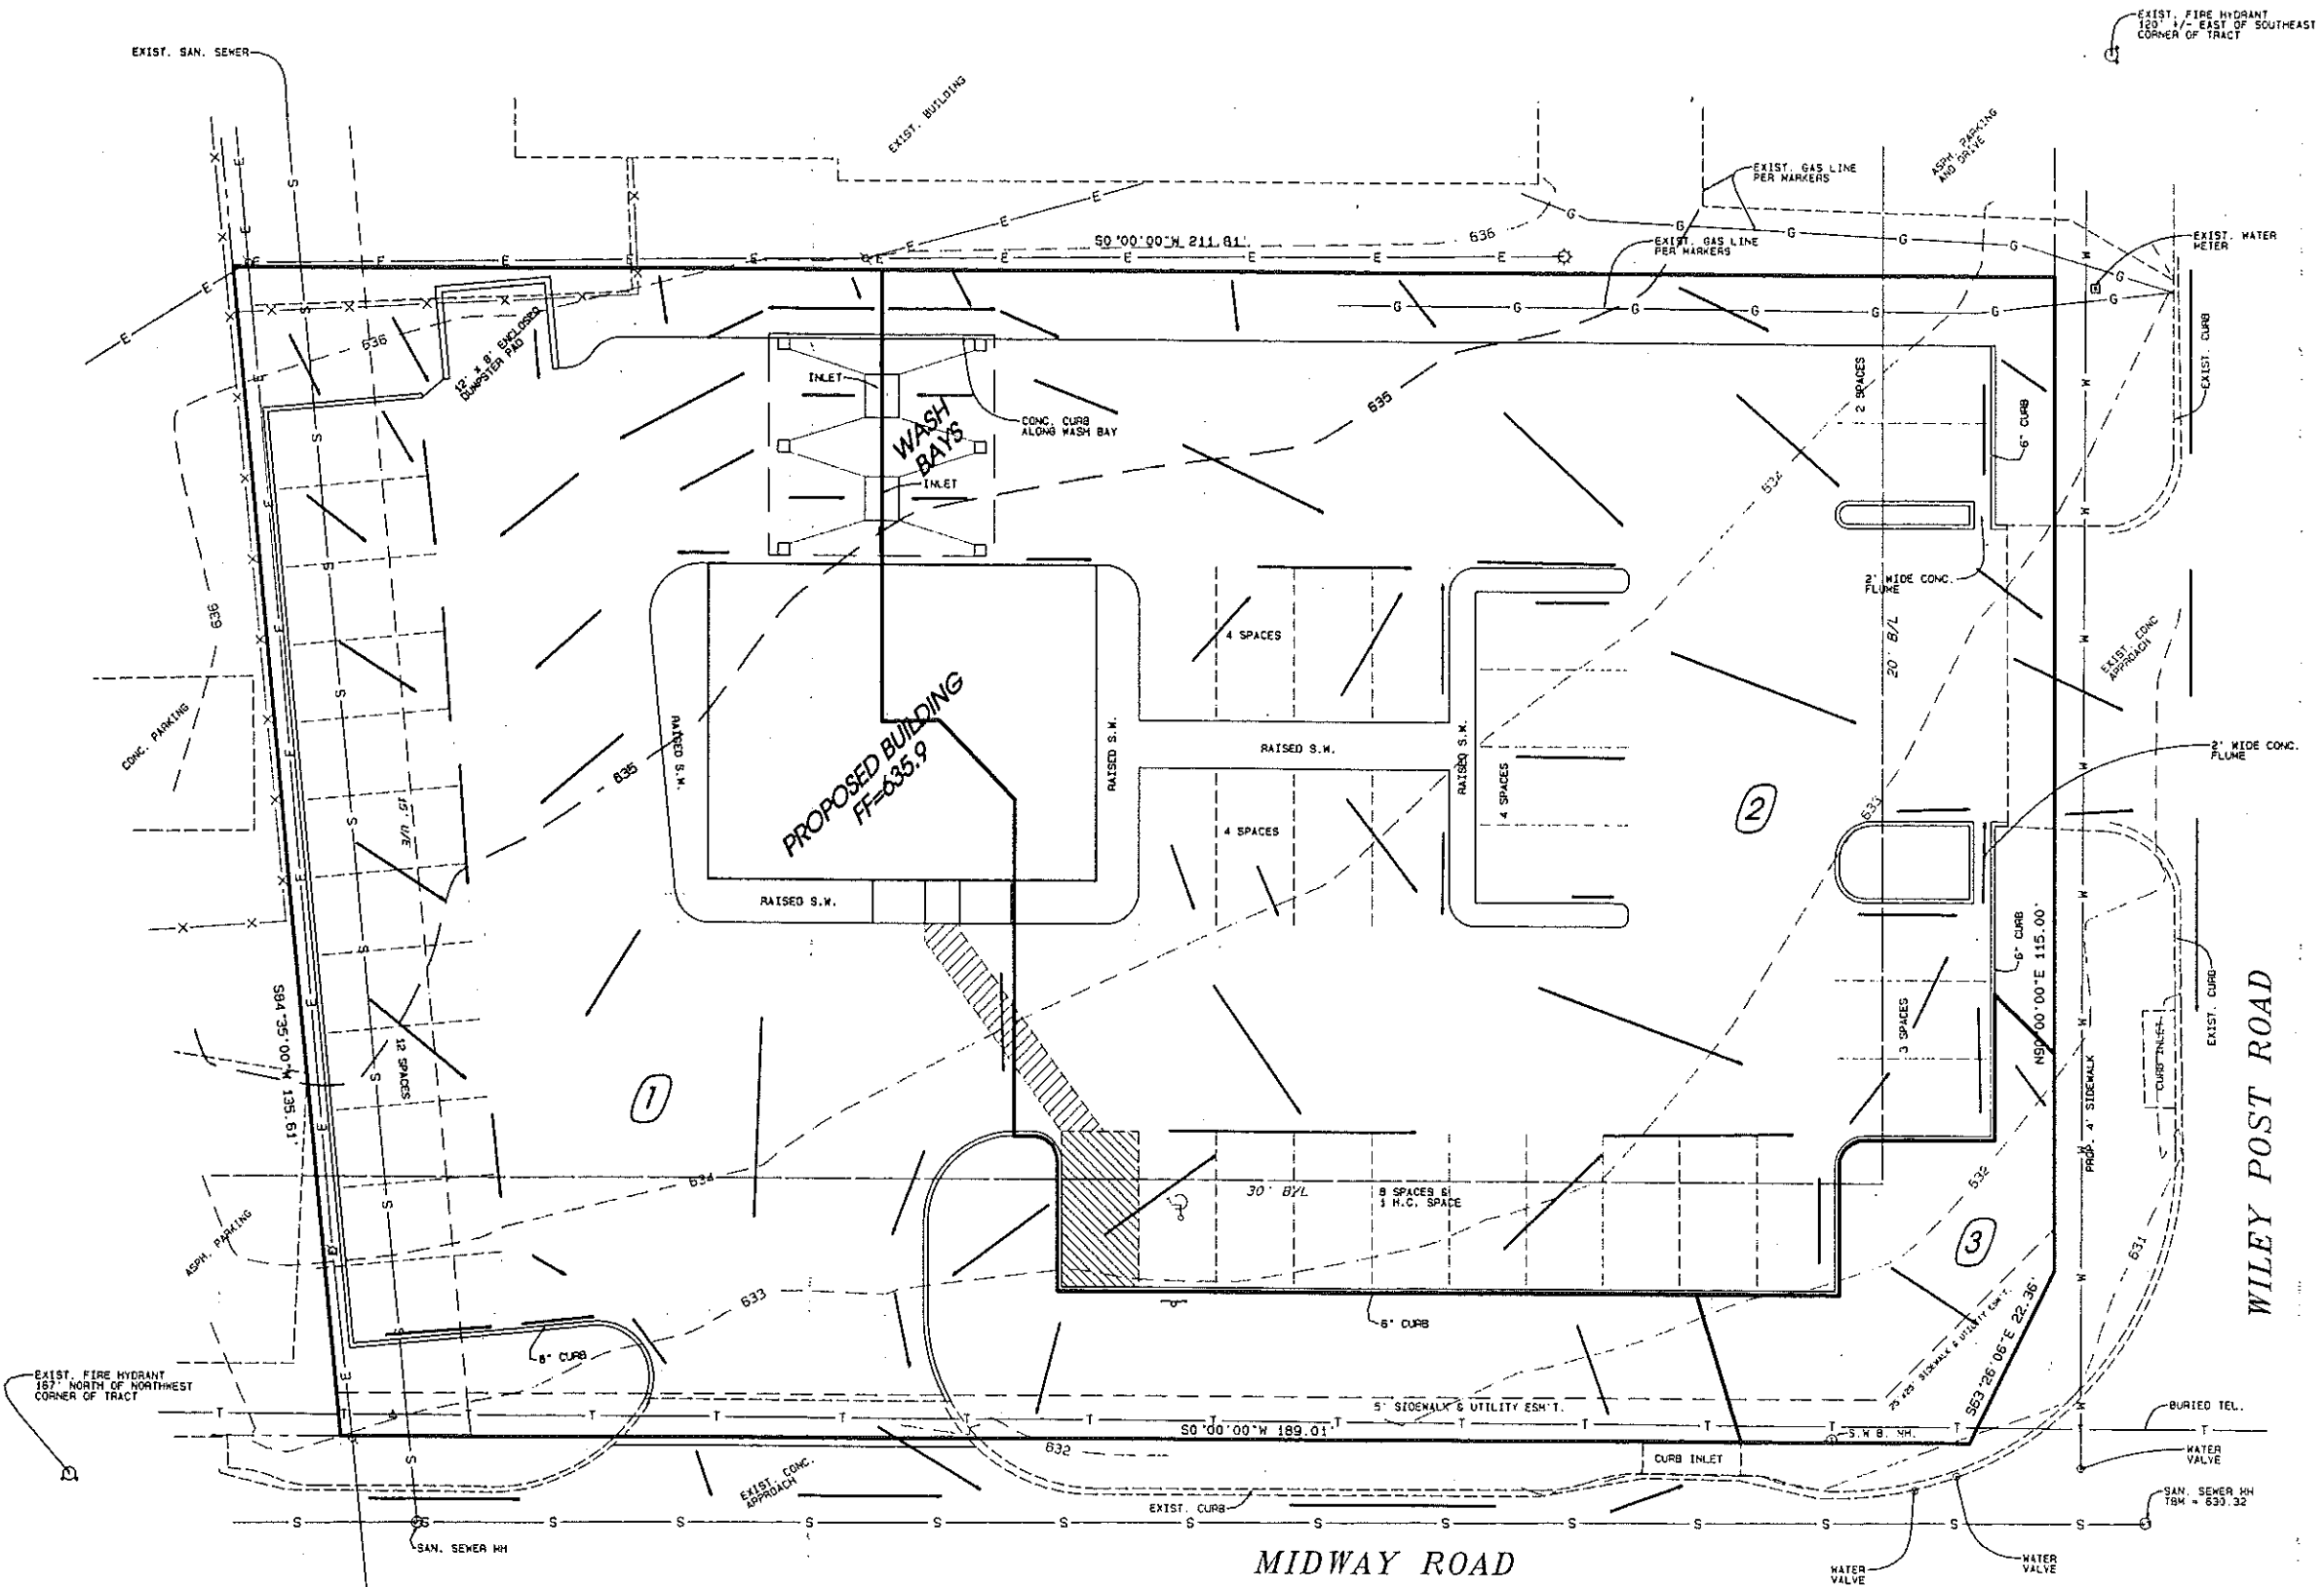 EXIST. FIRE HYDRANT
120' +/- EAST OF SOUTHEAST
CORNER OF TRACT
EXIST. SAN. SEWER
EXIST. BUILDING
ASPH. PARKING
AND DRIVE
EXIST. GAS LINE
PER MARKERS
EXIST. WATER
METER
S0°00'00"W 211.81'
636
EXIST. GAS LINE
PER MARKERS
636
12' x 8' ENCLOSED
DUMPSTER PAD
INLET
WASH
BAYS
CONC. CURB
ALONG WASH BAY
INLET
635
2 SPACES
6" CURB
EXIST. CURB
634
2' WIDE CONC.
FLUME
636
4 SPACES
20' B/L
EXIST. CONC
APPROACH
CONC. PARKING
RAISED S.W.
635
PROPOSED BUILDING
FF=635.9
RAISED S.W.
RAISED S.W.
RAISED S.W.
4 SPACES
2
2' WIDE CONC.
FLUME
15' U/E
4 SPACES
633
RAISED S.W.
6" CURB
N90°00'00"E 115.00'
EXIST. CURB
S84°35'00"W 135.61'
12 SPACES
1
3 SPACES
CURB INLET
PROP. 4' SIDEWALK
WILEY POST ROAD
634
30' B/L
8 SPACES &
1 H.C. SPACE
632
3
631
ASPH. PARKING
633
6" CURB
6" CURB
25'x25' SIDEWALK & UTILITY ESM'T.
S63°26'06"E 22.36'
EXIST. FIRE HYDRANT
167' NORTH OF NORTHWEST
CORNER OF TRACT
5' SIDEWALK & UTILITY ESM'T.
BURIED TEL.
S0°00'00"W 189.01'
S.W.B. MH.
632
CURB INLET
WATER
VALVE
EXIST. CONC.
APPROACH
EXIST. CURB
SAN. SEWER MH
TBM = 630.32
SAN. SEWER MH
MIDWAY ROAD
WATER
VALVE
WATER
VALVE